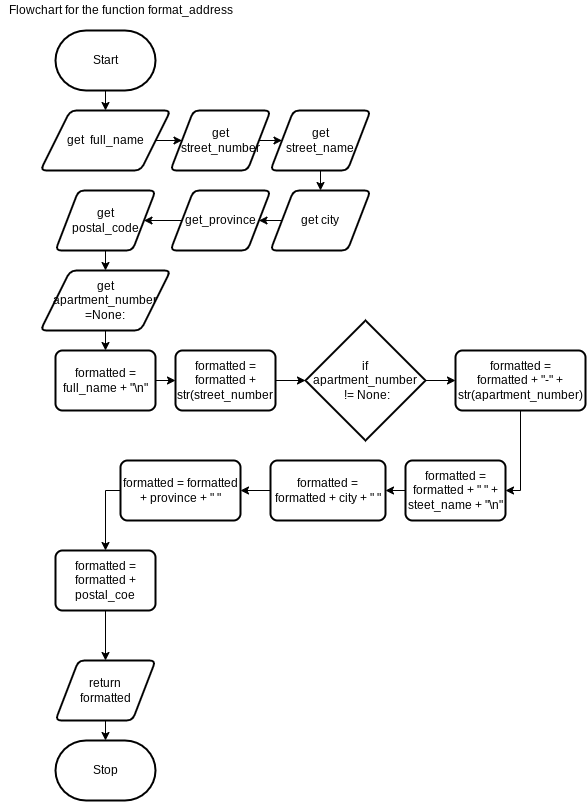 Flowchart for the function format_address
Start
get full_name
get
street_number
get
street_name
get city
get_province
get
postal_code
get
apartment_number
=None:
formatted =
full_name + "\n"
formatted =
formatted +
str(street_number
if
apartment_number
!= None:
formatted =
formatted + "-" +
str(apartment_number)
formatted =
formatted + " " +
steet_name + "\n"
formatted =
formatted + city + " "
formatted = formatted
+ province + " "
formatted =
formatted +
postal_coe
return
formatted
Stop